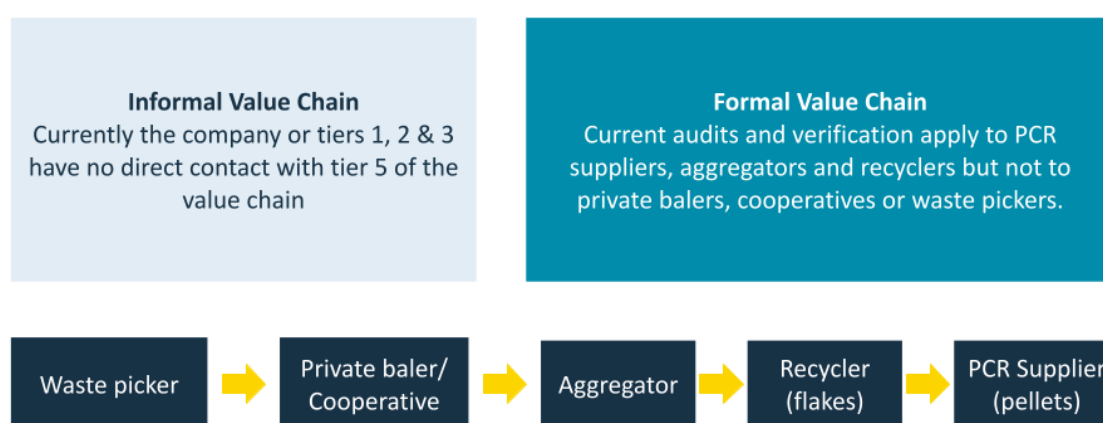 Informal Value Chain
Currently the company or tiers 1, 2 & 3
have no direct contact with tier 5 of the
value chain
Formal Value Chain
Current audits and verification apply to PCR
suppliers, aggregators and recyclers but not to
private balers, cooperatives or waste pickers.
Waste picker
Private baler/
Cooperative
Aggregator
Recycler
(flakes)
PCR Supplier
(pellets)